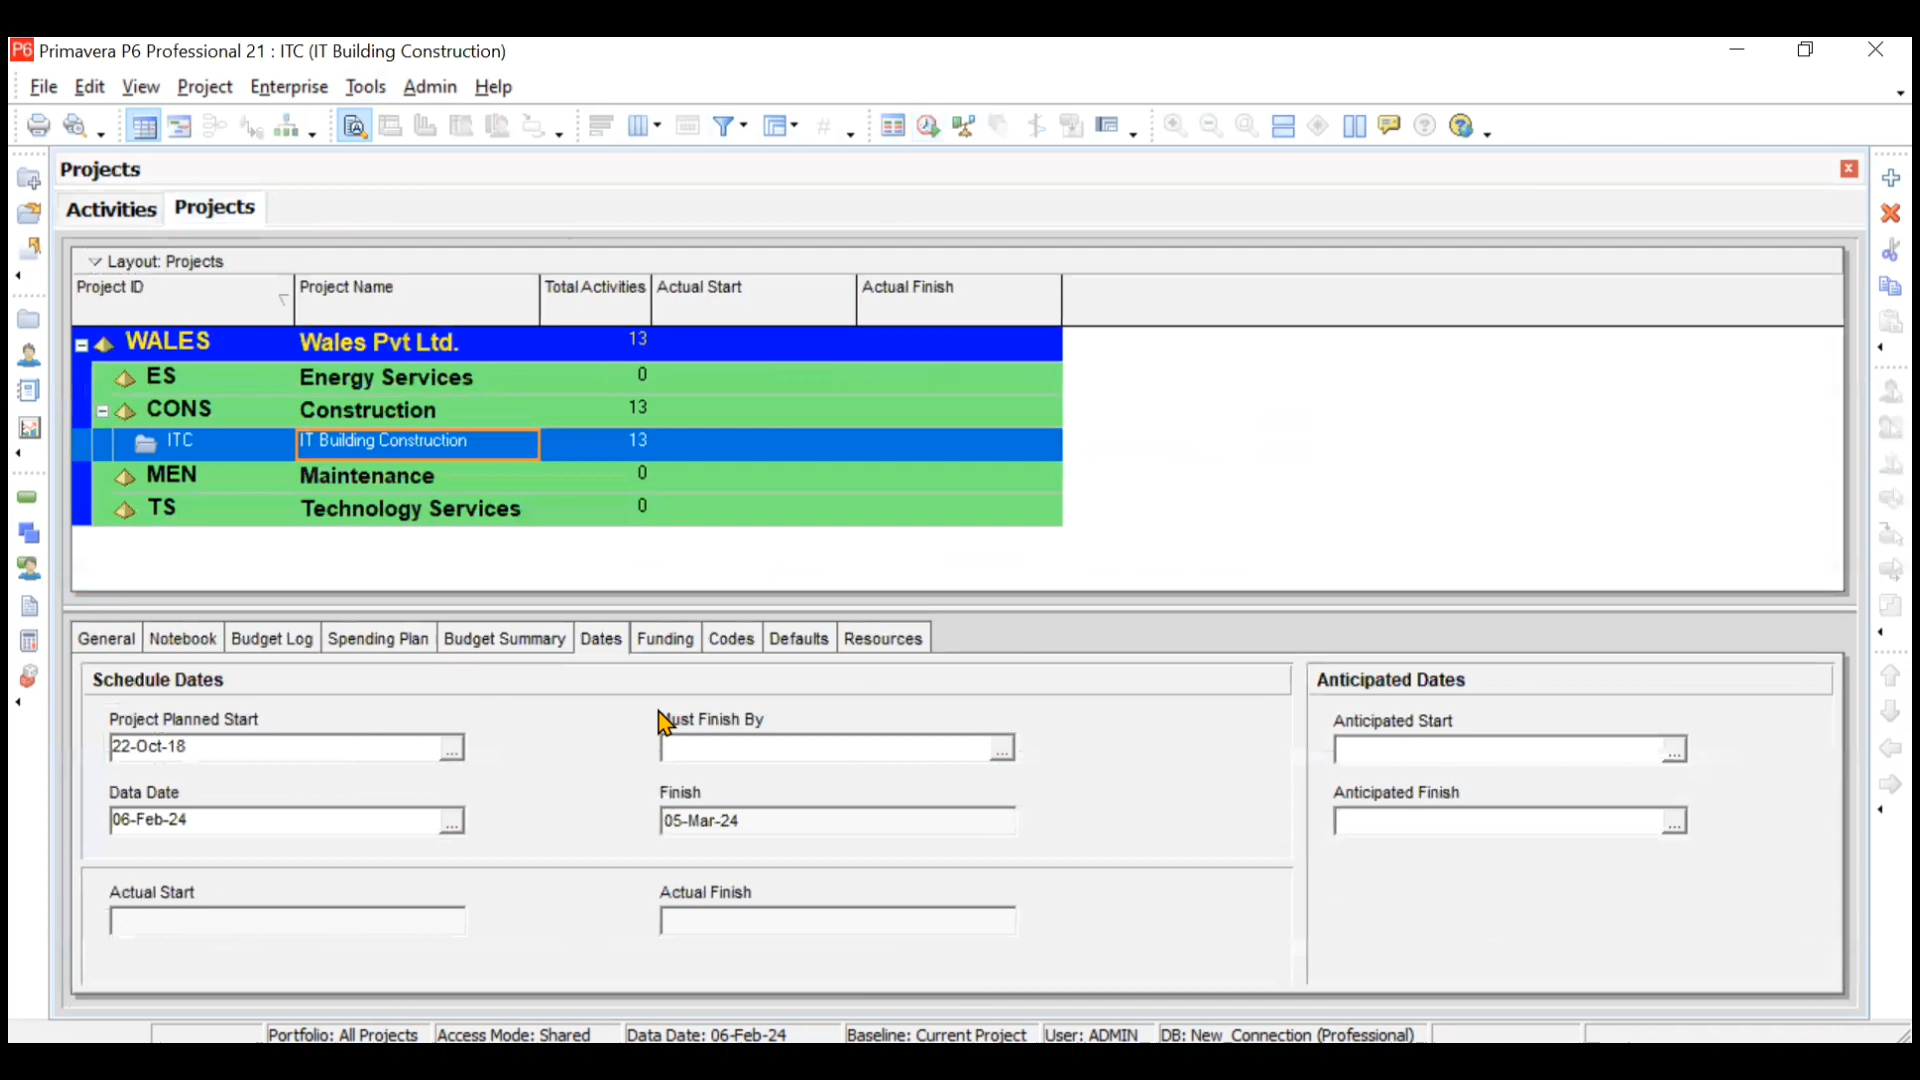 P6 Primavera P6 Professional 21 : ITC (IT Building Construction)
File Edit View Project Enterprise Tools Admin Help
Projects
Activities Projects
Layout: Projects
Project ID Project Name Total Activities Actual Start Actual Finish
WALES Wales Pvt Ltd. 13
ES Energy Services 0
CONS Construction 13
ITC IT Building Construction 13
MEN Maintenance 0
TS Technology Services 0
General Notebook Budget Log Spending Plan Budget Summary Dates Funding Codes Defaults Resources
Schedule Dates Anticipated Dates
Project Planned Start Must Finish By Anticipated Start
22-Oct-18 ... ... ...
Data Date Finish Anticipated Finish
06-Feb-24 ... 05-Mar-24 ...
Actual Start Actual Finish
Portfolio: All Projects Access Mode: Shared Data Date: 06-Feb-24 Baseline: Current Project User: ADMIN DB: New_Connection (Professional)